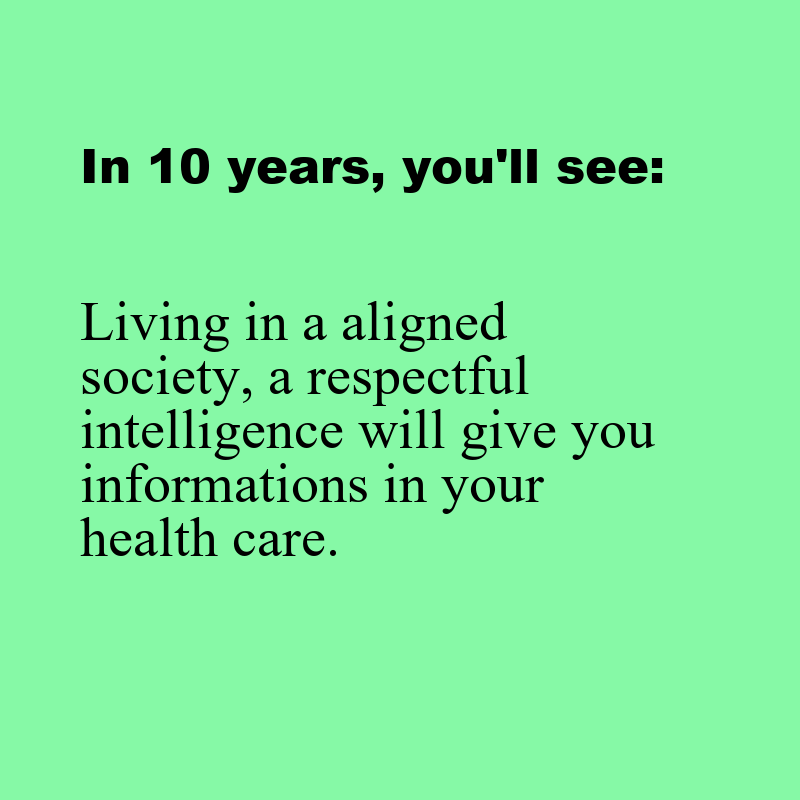 In 10 years, you'll see:
Living in a aligned
society, a respectful
intelligence will give you
informations in your
health care.